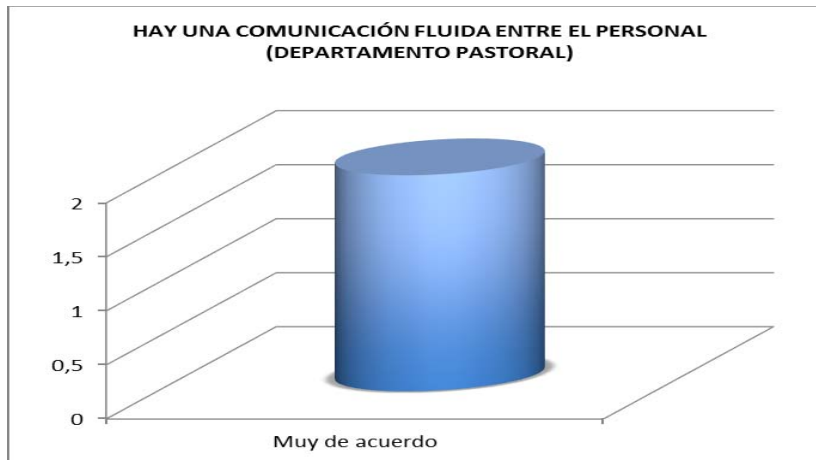 HAY UNA COMUNICACIÓN FLUIDA ENTRE EL PERSONAL
(DEPARTAMENTO PASTORAL)
2
1,5
1
0,5
0
Muy de acuerdo